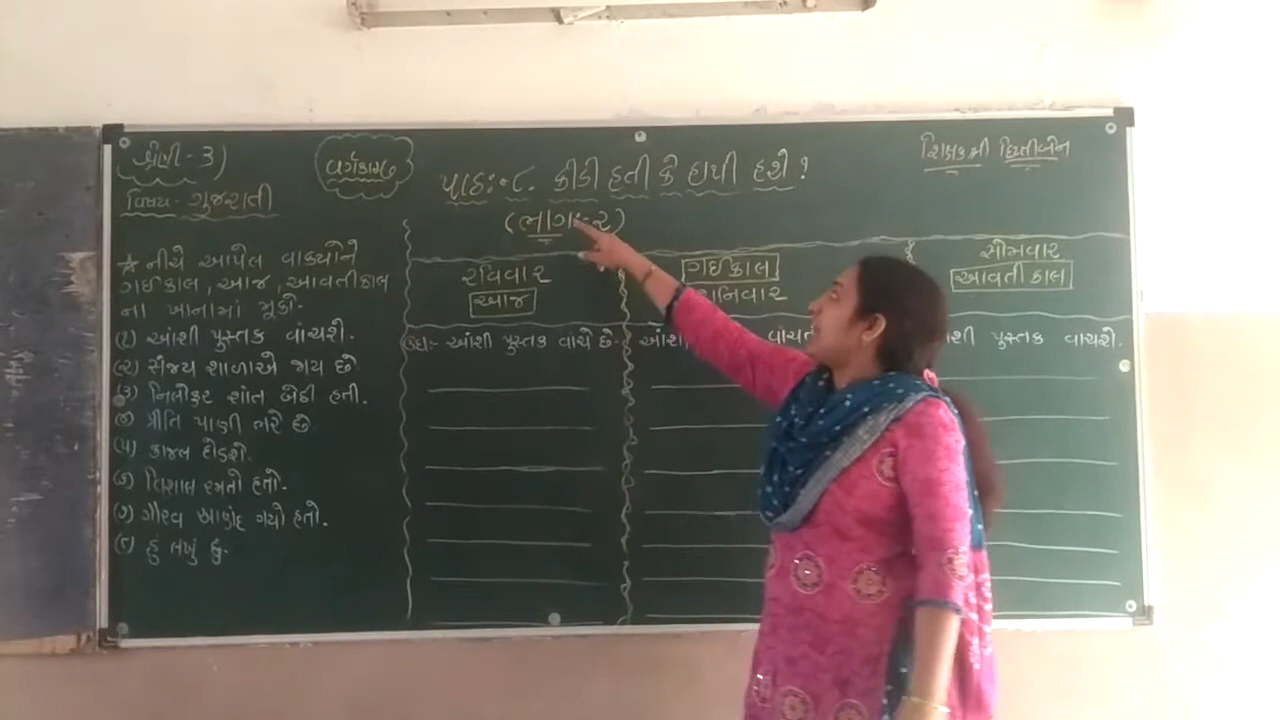 શ્રેણી - ૩)
વર્ગકામ
પાઠઃ-૮. કીડી હતી કે હાથી હશે !
શિક્ષકશ્રી દિપ્તીબેન
વિષય - ગુજરાતી
(ભાગઃ-૨)
☆ નીચે આપેલ વાક્યોને
ગઈકાલ, આજ, આવતીકાલ
ના ખાનામાં મૂકો.
(૧) આંશી પુસ્તક વાંચશે.
(૨) સંજય શાળાએ જાય છે
(૩) નિલોફર શાંત બેઠી હતી.
(૪) પ્રીતિ પાણી ભરે છે.
(૫) કાજલ દોડશે.
(૬) વિશાલ રમતો હતો.
(૭) ગૌરવ આણંદ ગયો હતો.
(૮) હું લખું છું.
રવિવાર
આજ
ઉદાઃ- આંશી પુસ્તક વાંચે છે.
ગઈકાલ
શનિવાર
આંશી વાંચતી
સોમવાર
આવતી કાલ
આંશી પુસ્તક વાચશે.